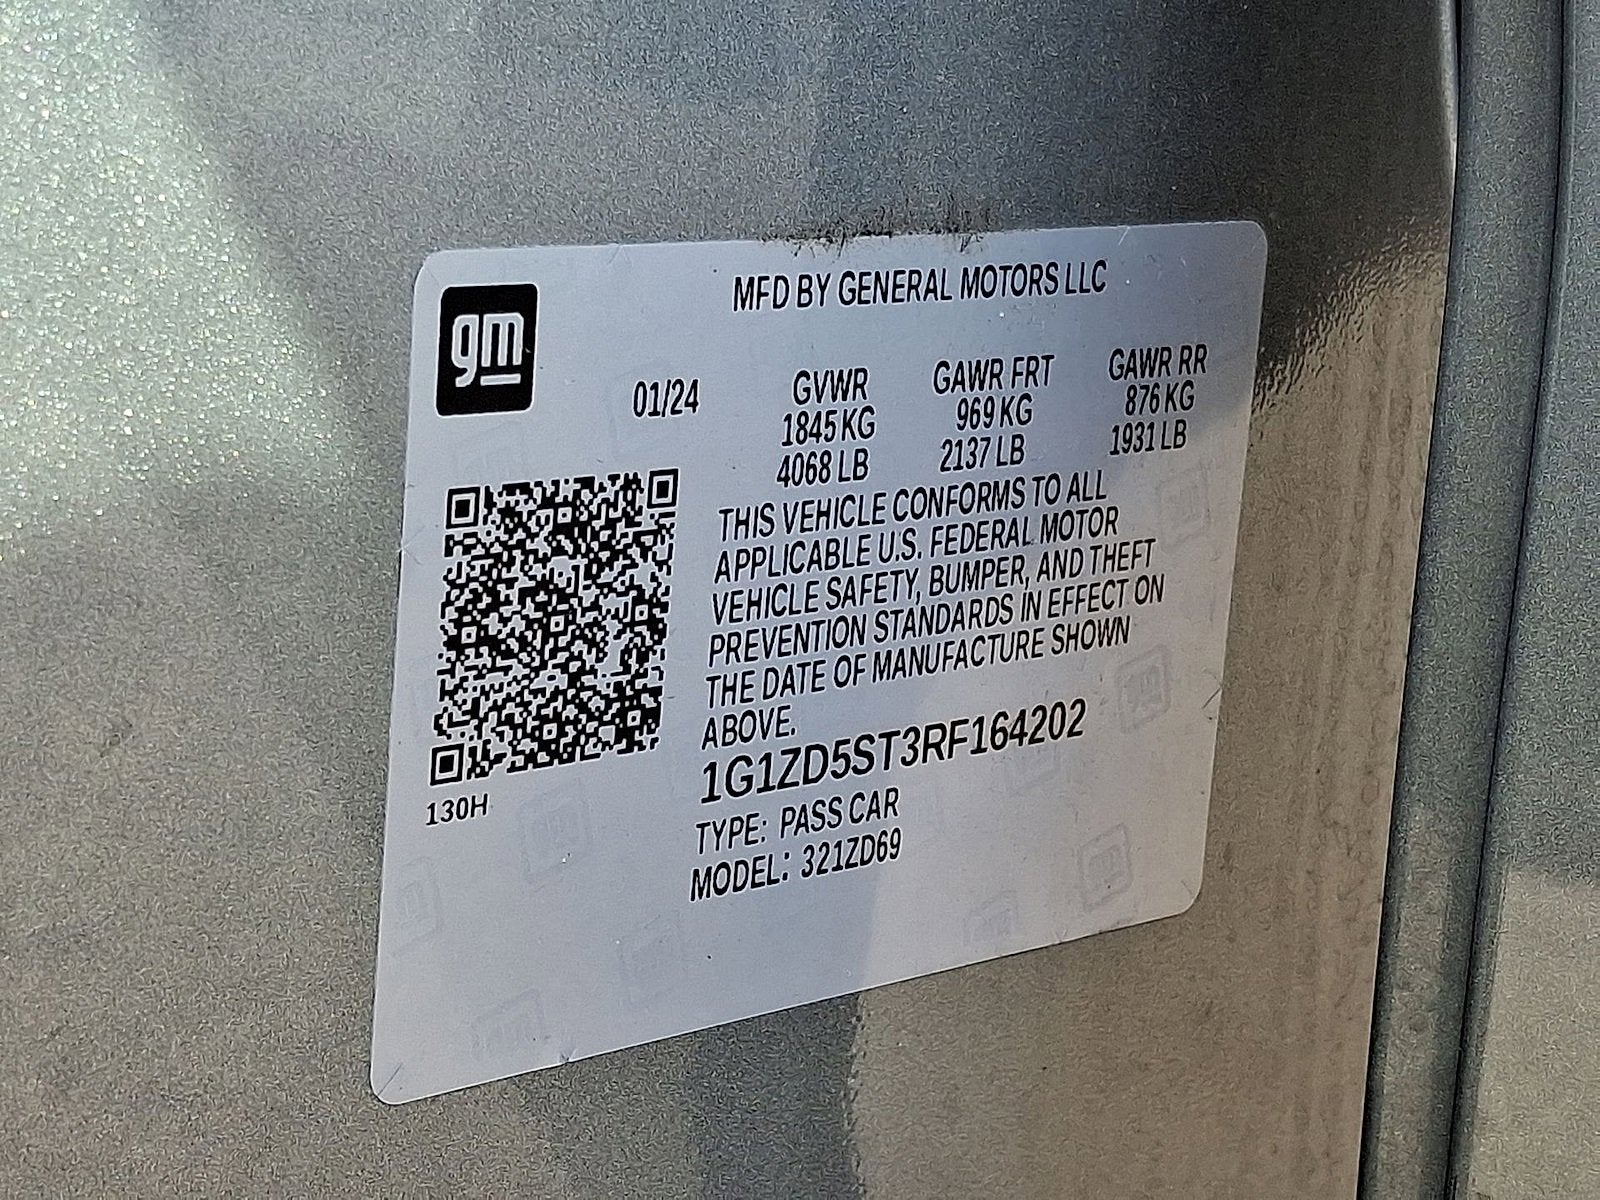 gm
MFD BY GENERAL MOTORS LLC
01/24 GVWR GAWR FRT GAWR RR
1845 KG 969 KG 876 KG
4068 LB 2137 LB 1931 LB
THIS VEHICLE CONFORMS TO ALL
APPLICABLE U.S. FEDERAL MOTOR
VEHICLE SAFETY, BUMPER, AND THEFT
PREVENTION STANDARDS IN EFFECT ON
THE DATE OF MANUFACTURE SHOWN
ABOVE.
1G1ZD5ST3RF164202
130H
TYPE: PASS CAR
MODEL: 321ZD69